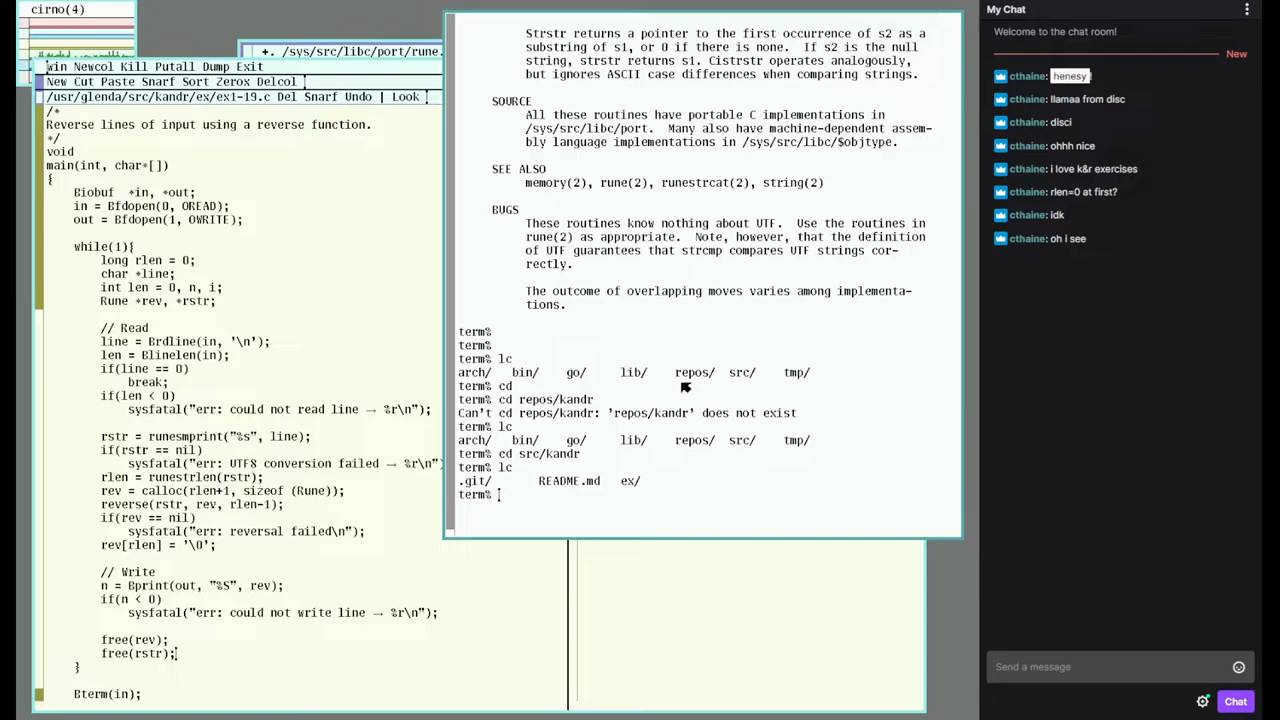 cirno(4)
+. /sys/src/libc/port/rune.
win Newcol Kill Putall Dump Exit
New Cut Paste Snarf Sort Zerox Delcol
/usr/glenda/src/kandr/ex/ex1-19.c Del Snarf Undo | Look
/*
Reverse lines of input using a reverse function.
*/
void
main(int, char*[])
{
Biobuf *in, *out;
in = Bfdopen(0, OREAD);
out = Bfdopen(1, OWRITE);
while(1){
long rlen = 0;
char *line;
int len = 0, n, i;
Rune *rev, *rstr;
// Read
line = Brdline(in, '\n');
len = Blinelen(in);
if(line == 0)
break;
if(len < 0)
sysfatal("err: could not read line → %r\n");
rstr = runesmprint("%s", line);
if(rstr == nil)
sysfatal("err: UTF8 conversion failed → %r\n")
rlen = runestrlen(rstr);
rev = calloc(rlen+1, sizeof (Rune));
reverse(rstr, rev, rlen-1);
if(rev == nil)
sysfatal("err: reversal failed\n");
rev[rlen] = '\0';
// Write
n = Bprint(out, "%S", rev);
if(n < 0)
sysfatal("err: could not write line → %r\n");
free(rev);
free(rstr);
}
Bterm(in);
Strstr returns a pointer to the first occurrence of s2 as a
substring of s1, or 0 if there is none. If s2 is the null
string, strstr returns s1. Cistrstr operates analogously,
but ignores ASCII case differences when comparing strings.
SOURCE
All these routines have portable C implementations in
/sys/src/libc/port. Many also have machine-dependent assem-
bly language implementations in /sys/src/libc/$objtype.
SEE ALSO
memory(2), rune(2), runestrcat(2), string(2)
BUGS
These routines know nothing about UTF. Use the routines in
rune(2) as appropriate. Note, however, that the definition
of UTF guarantees that strcmp compares UTF strings cor-
rectly.
The outcome of overlapping moves varies among implementa-
tions.
term%
term%
term% lc
arch/ bin/ go/ lib/ repos/ src/ tmp/
term% cd
term% cd repos/kandr
Can't cd repos/kandr: 'repos/kandr' does not exist
term% lc
arch/ bin/ go/ lib/ repos/ src/ tmp/
term% cd src/kandr
term% lc
.git/ README.md ex/
term%
My Chat
Welcome to the chat room!
New
cthaine: henesy
cthaine: llamaa from disc
cthaine: disci
cthaine: ohhh nice
cthaine: i love k&r exercises
cthaine: rlen=0 at first?
cthaine: idk
cthaine: oh i see
Send a message
Chat